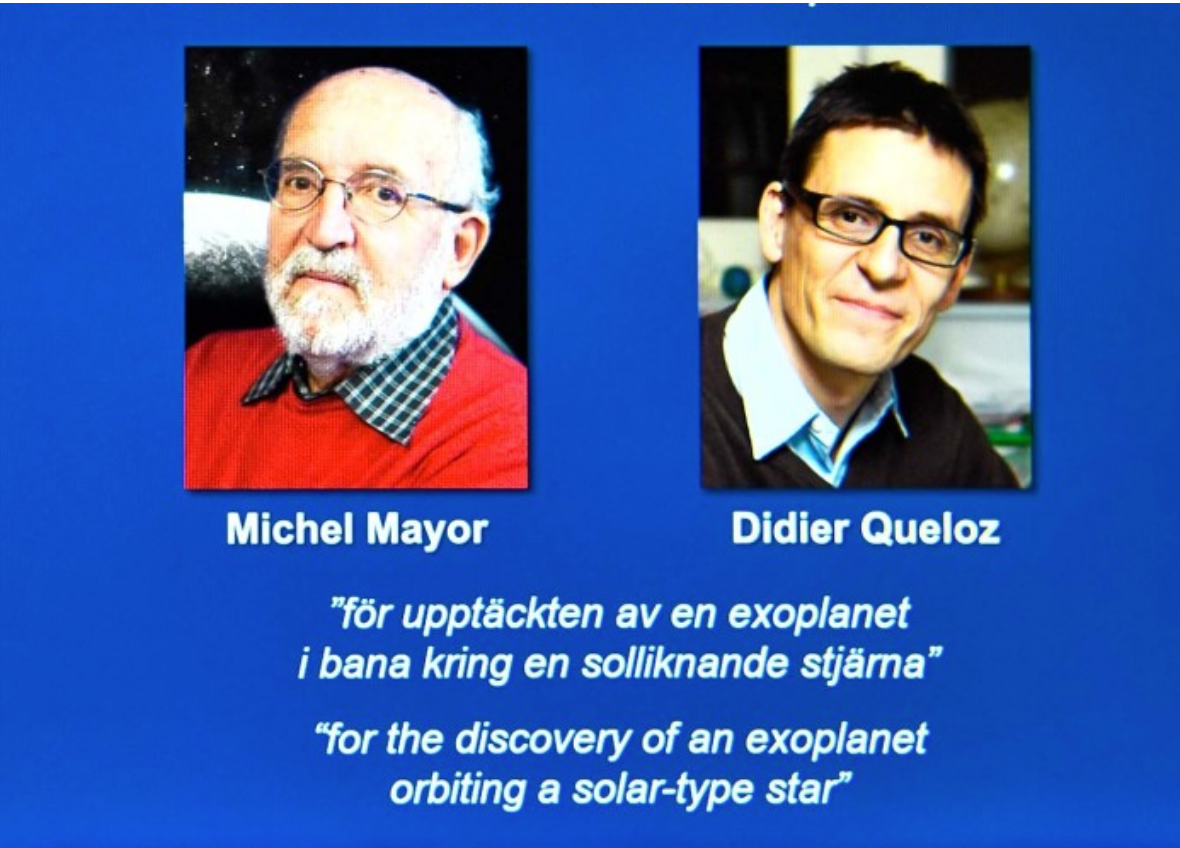 Michel Mayor
Didier Queloz
”för upptäckten av en exoplanet
i bana kring en solliknande stjärna”
“for the discovery of an exoplanet
orbiting a solar-type star”